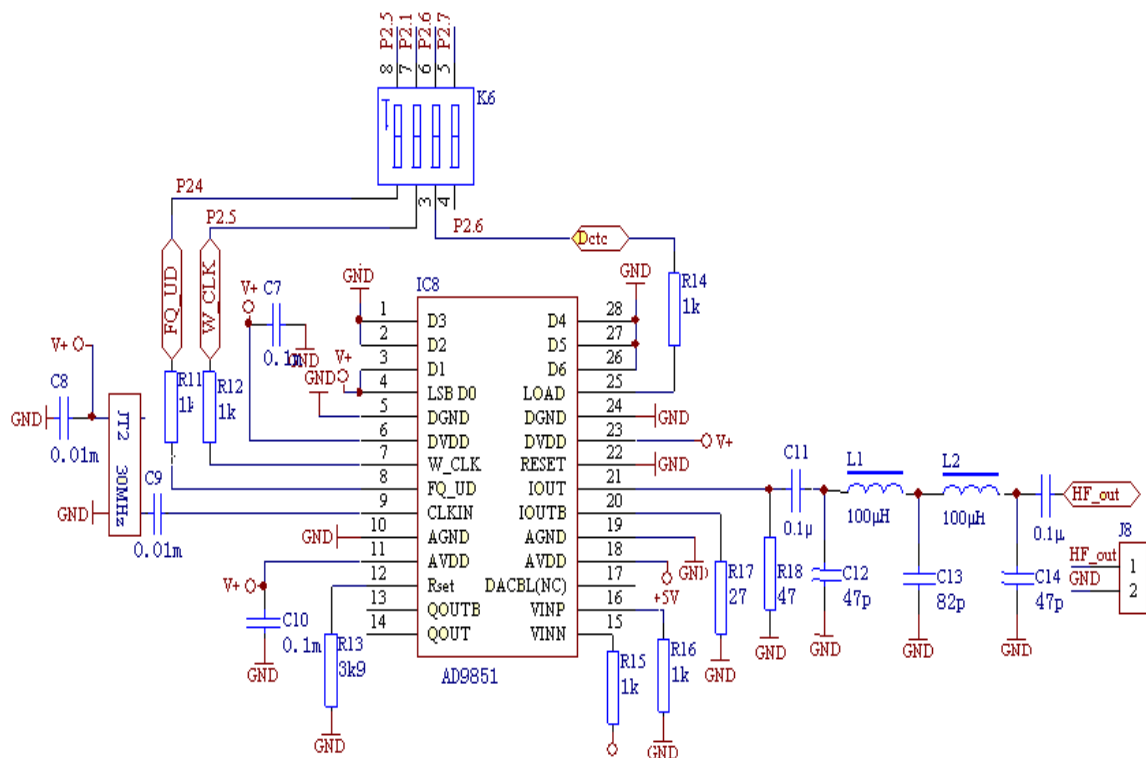 P2.5
P2.1
P2.6
P2.7
8
7
6
5
K6
P24
P2.5
3
4
P2.6
Dctc
FQ_UD
W_CLK
GND
GND
R14
1k
V+
C7
0.1m
GND
GND
V+
IC8
1 D3 D4 28
2 D2 D5 27
3 D1 D6 26
4 LSB D0 LOAD 25
5 DGND DGND 24
6 DVDD DVDD 23
7 W_CLK RESET 22
8 FQ_UD IOUT 21
9 CLKIN IOUTB 20
10 AGND AGND 19
11 AVDD AVDD 18
12 Rset DACBL(NC) 17
13 QOUTB VINP 16
14 QOUT VINN 15
AD9851
V+
C8
GND
0.01m
JT2 30MHz
R11
1k
R12
1k
GND
C9
0.01m
GND
V+
C10
0.1m
GND
R13
3k9
GND
GND
V+
GND
GND
+5V
R15
1k
R16
1k
GND
R17
27
GND
R18
47
GND
C11
0.1μ
C12
47p
GND
L1
100μH
C13
82p
GND
L2
100μH
C14
47p
GND
0.1μ
HF_out
J8
HF_out
GND
1
2